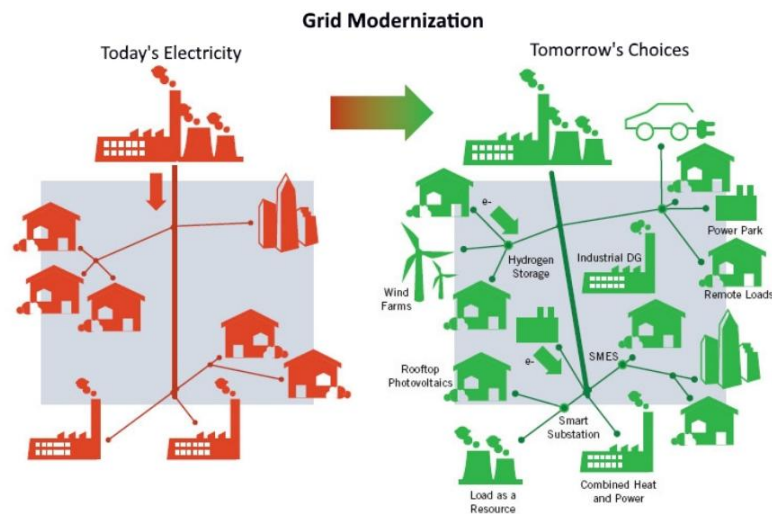 Grid Modernization
Today's Electricity
Tomorrow's Choices
e-
Power Park
Hydrogen
Storage
Industrial DG
Wind
Farms
Remote Loads
SMES
Rooftop
Photovoltaics
e-
Smart
Substation
Load as a
Resource
Combined Heat
and Power